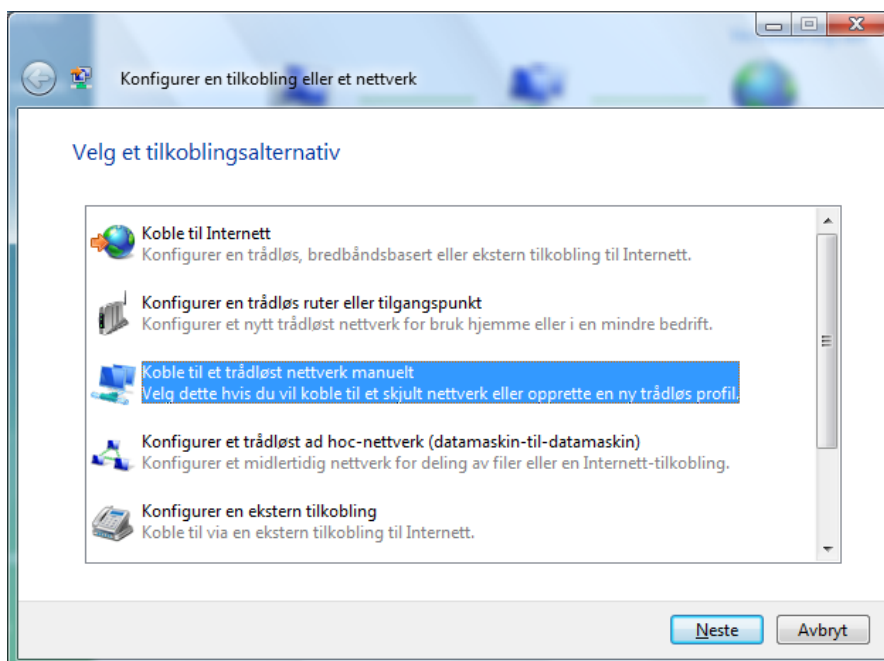 Konfigurer en tilkobling eller et nettverk
Velg et tilkoblingsalternativ
Koble til Internett
Konfigurer en trådløs, bredbåndsbasert eller ekstern tilkobling til Internett.
Konfigurer en trådløs ruter eller tilgangspunkt
Konfigurer et nytt trådløst nettverk for bruk hjemme eller i en mindre bedrift.
Koble til et trådløst nettverk manuelt
Velg dette hvis du vil koble til et skjult nettverk eller opprette en ny trådløs profil.
Konfigurer et trådløst ad hoc-nettverk (datamaskin-til-datamaskin)
Konfigurer et midlertidig nettverk for deling av filer eller en Internett-tilkobling.
Konfigurer en ekstern tilkobling
Koble til via en ekstern tilkobling til Internett.
Neste
Avbryt